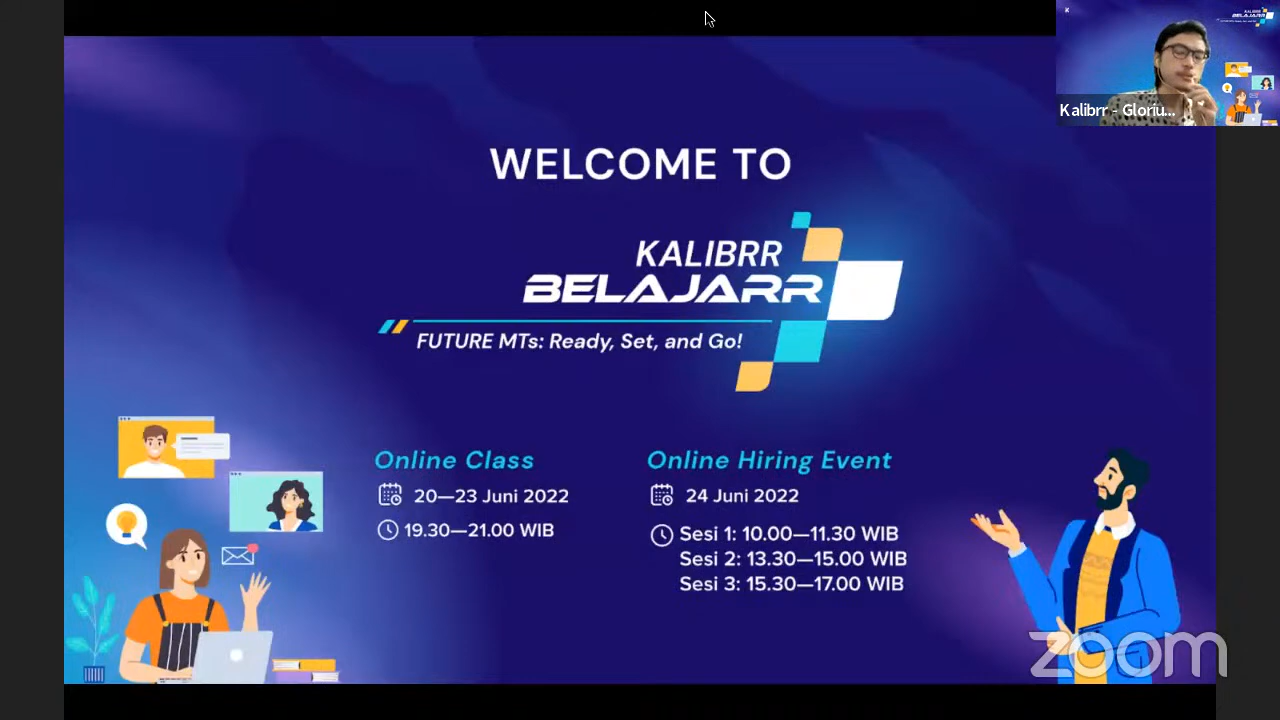 WELCOME TO
KALIBRR
BELAJARR
FUTURE MTs: Ready, Set, and Go!
Online Class
20—23 Juni 2022
19.30—21.00 WIB
Online Hiring Event
24 Juni 2022
Sesi 1: 10.00—11.30 WIB
Sesi 2: 13.30—15.00 WIB
Sesi 3: 15.30—17.00 WIB
Kalibrr - Gloriu...
zoom